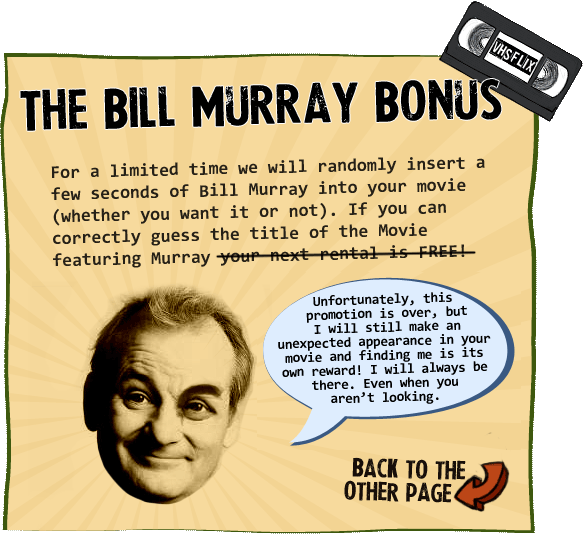 VHSFLIX
THE BILL MURRAY BONUS
For a limited time we will randomly insert a
few seconds of Bill Murray into your movie
(whether you want it or not). If you can
correctly guess the title of the Movie
featuring Murray your next rental is FREE!
Unfortunately, this
promotion is over, but
I will still make an
unexpected appearance in your
movie and finding me is its
own reward! I will always be
there. Even when you
aren't looking.
BACK TO THE
OTHER PAGE